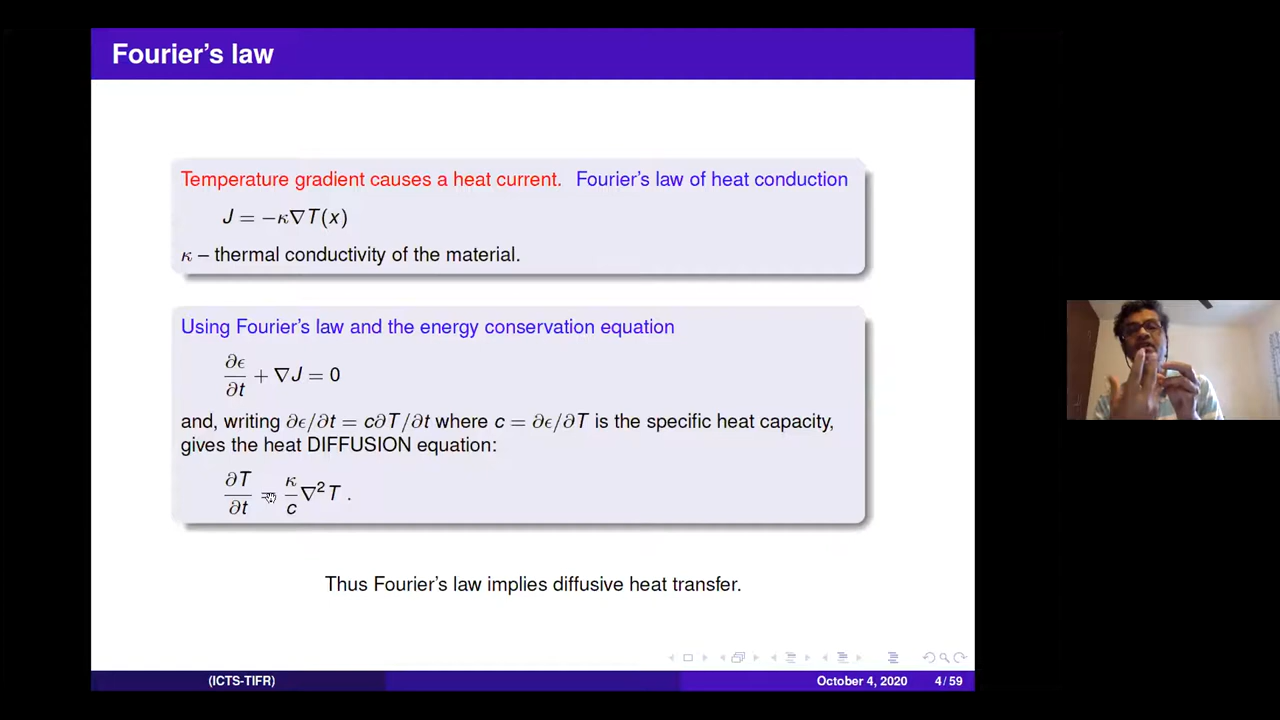 Fourier's law
Temperature gradient causes a heat current. Fourier's law of heat conduction
J = −κ∇T(x)
κ – thermal conductivity of the material.
Using Fourier's law and the energy conservation equation
∂ϵ/∂t + ∇J = 0
and, writing ∂ϵ/∂t = c∂T/∂t where c = ∂ϵ/∂T is the specific heat capacity,
gives the heat DIFFUSION equation:
∂T/∂t = κ/c ∇²T .
Thus Fourier's law implies diffusive heat transfer.
(ICTS-TIFR) October 4, 2020 4/59